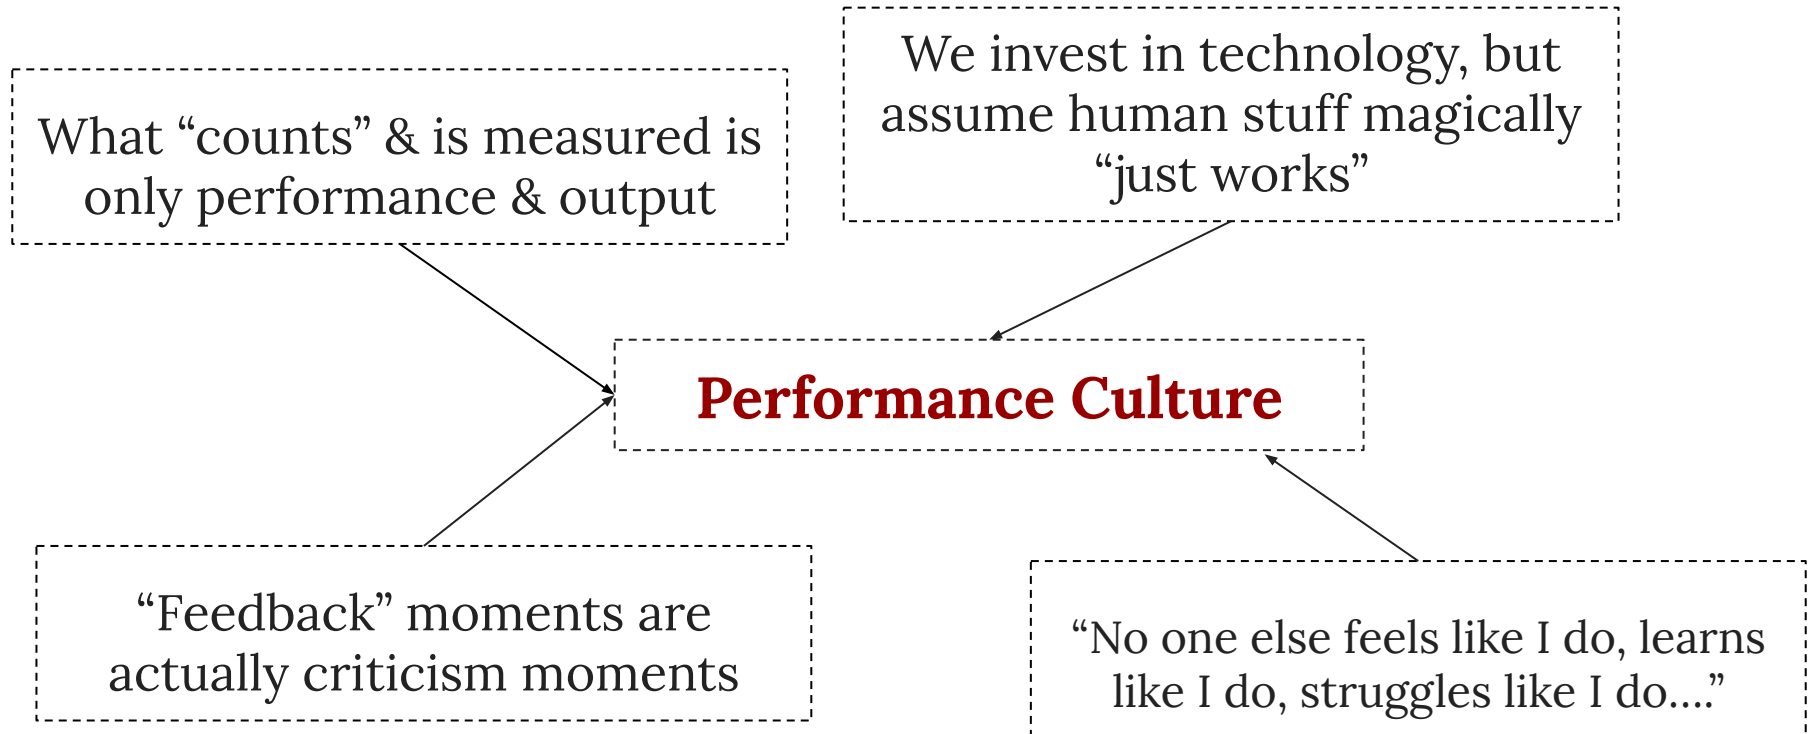 What “counts” & is measured is
only performance & output
We invest in technology, but
assume human stuff magically
“just works”
Performance Culture
“Feedback” moments are
actually criticism moments
“No one else feels like I do, learns
like I do, struggles like I do....”